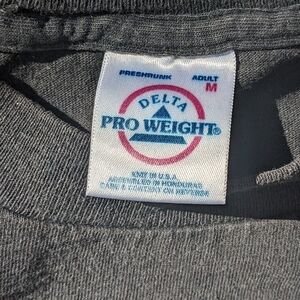 PRESHRUNK ADULT
M
DELTA
PRO WEIGHT®
KNIT IN U.S.A.
ASSEMBLED IN HONDURAS
CARE & CONTENT ON REVERSE